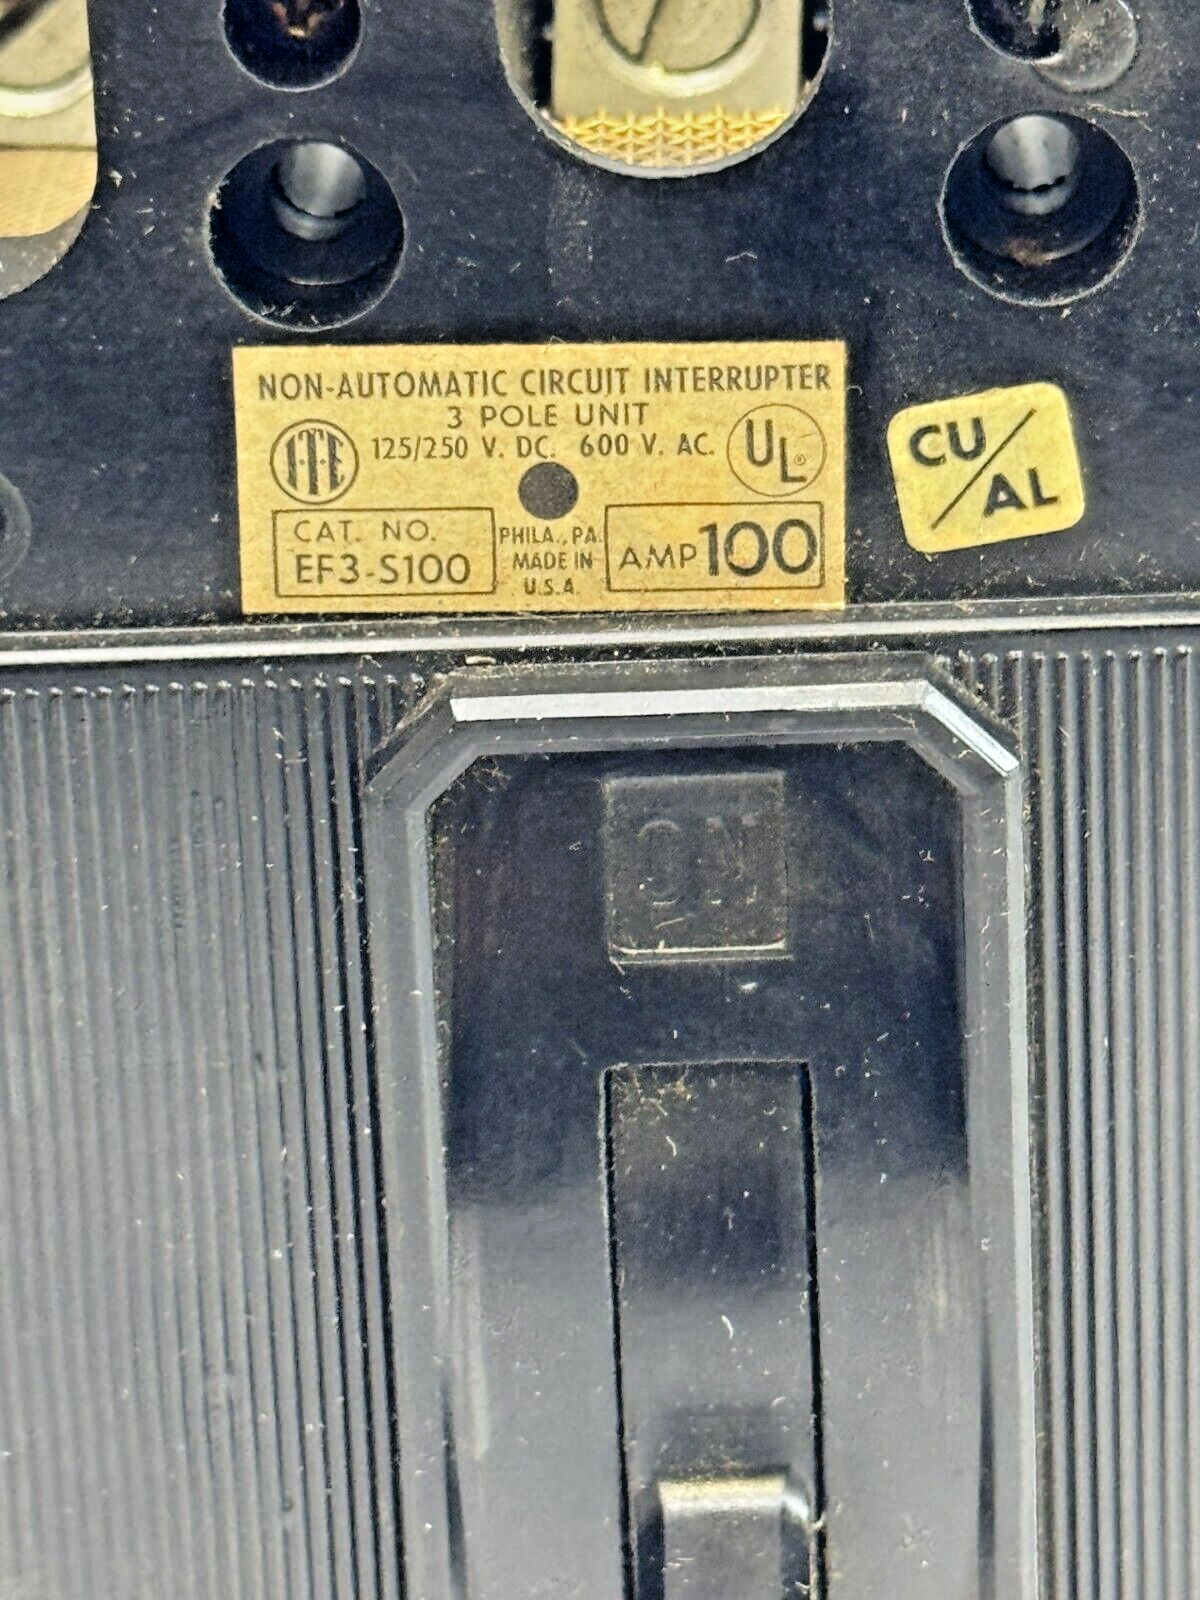 NON-AUTOMATIC CIRCUIT INTERRUPTER
3 POLE UNIT
I-T-E
125/250 V. DC. 600 V. AC.
UL®
CAT. NO.
EF3-S100
PHILA., PA.
MADE IN
U.S.A.
AMP 100
CU/AL
ON